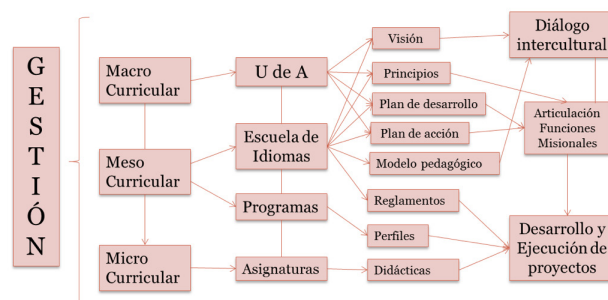 GESTIÓN
Macro
Curricular
Meso
Curricular
Micro
Curricular
U de A
Escuela de
Idiomas
Programas
Asignaturas
Visión
Principios
Plan de desarrollo
Plan de acción
Modelo pedagógico
Reglamentos
Perfiles
Didácticas
Diálogo
intercultural
Articulación
Funciones
Misionales
Desarrollo y
Ejecución de
proyectos